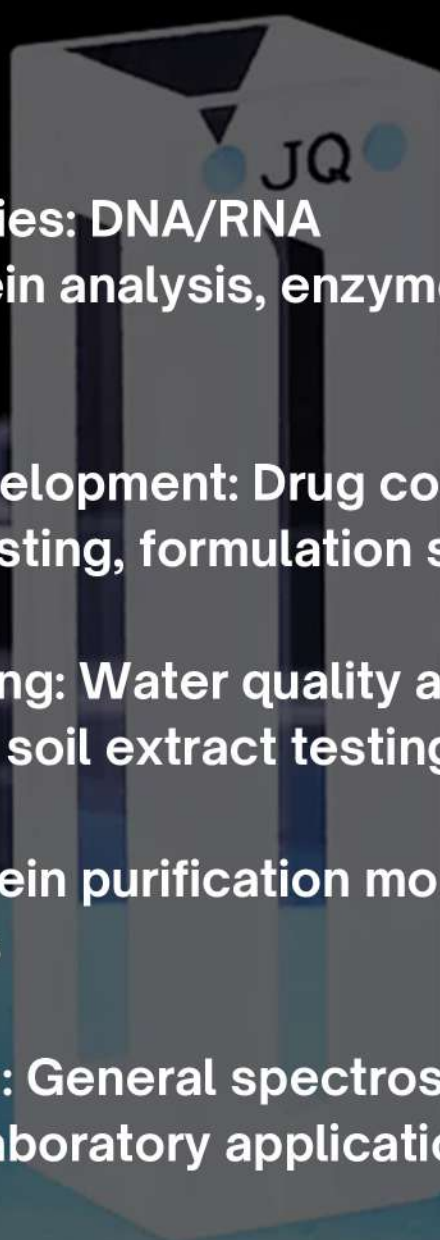 JQ
ies: DNA/RNA
ein analysis, enzyme
elopment: Drug co
sting, formulation s
ng: Water quality a
soil extract testing
ein purification mo
s
: General spectros
aboratory applicatio